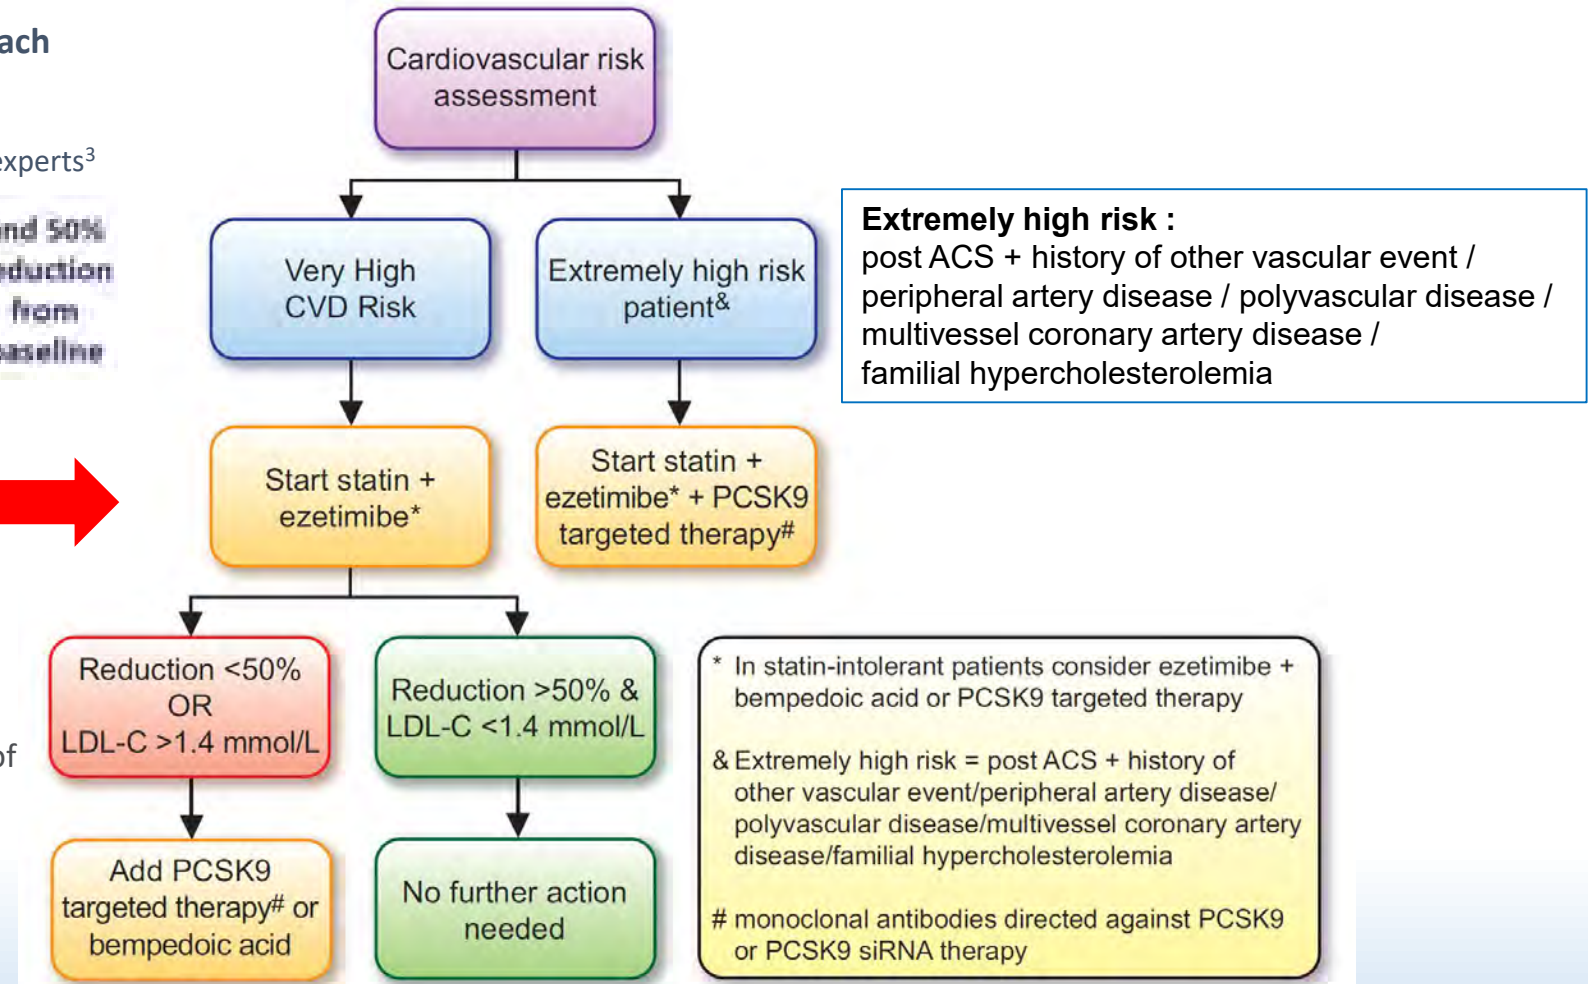 ach
experts³
and 50%
reduction
from
baseline
of
Cardiovascular risk
assessment
Very High
CVD Risk
Extremely high risk
patient&
Extremely high risk :
post ACS + history of other vascular event /
peripheral artery disease / polyvascular disease /
multivessel coronary artery disease /
familial hypercholesterolemia
Start statin +
ezetimibe*
Start statin +
ezetimibe* + PCSK9
targeted therapy#
Reduction <50%
OR
LDL-C >1.4 mmol/L
Reduction >50% &
LDL-C <1.4 mmol/L
Add PCSK9
targeted therapy# or
bempedoic acid
No further action
needed
* In statin-intolerant patients consider ezetimibe +
bempedoic acid or PCSK9 targeted therapy
& Extremely high risk = post ACS + history of
other vascular event/peripheral artery disease/
polyvascular disease/multivessel coronary artery
disease/familial hypercholesterolemia
# monoclonal antibodies directed against PCSK9
or PCSK9 siRNA therapy